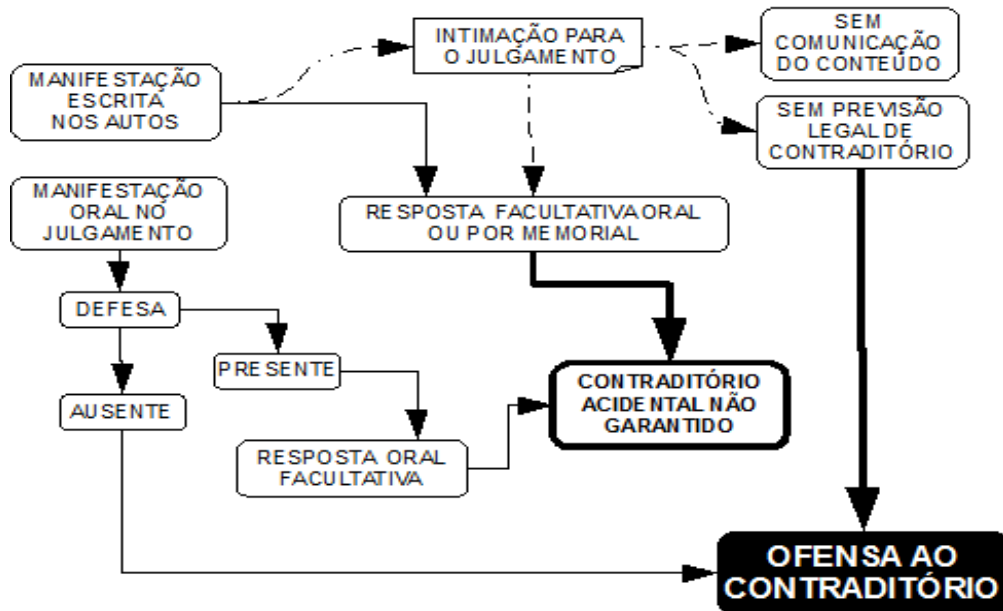 MANIFESTAÇÃO
ESCRITA
NOS AUTOS
INTIMAÇÃO PARA
O JULGAMENTO
SEM
COMUNICAÇÃO
DO CONTEÚDO
SEM PREVISÃO
LEGAL DE
CONTRADITÓRIO
MANIFESTAÇÃO
ORAL NO
JULGAMENTO
RESPOSTA FACULTATIVA ORAL
OU POR MEMORIAL
DEFESA
PRESENTE
AUSENTE
RESPOSTA ORAL
FACULTATIVA
CONTRADITÓRIO
ACIDENTAL NÃO
GARANTIDO
OFENSA AO
CONTRADITÓRIO